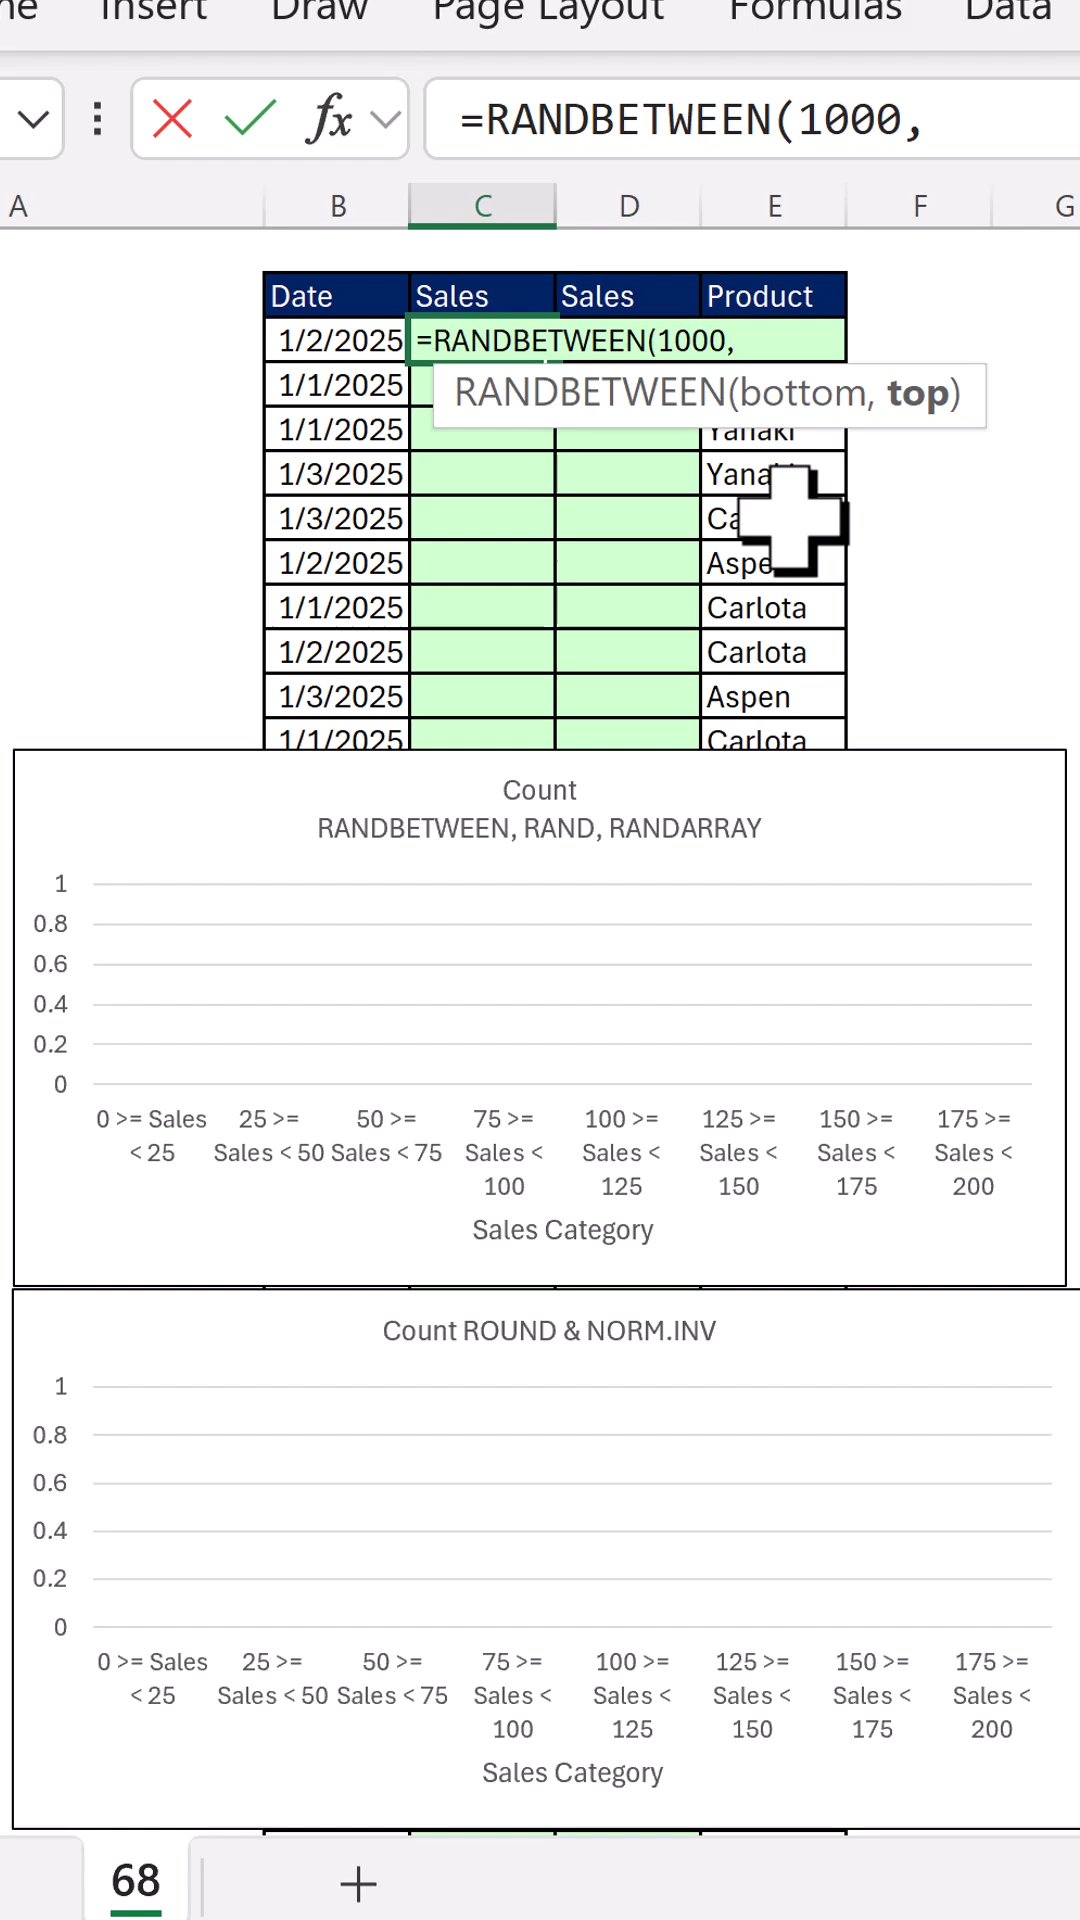 Insert Draw Page Layout Formulas Data
fx =RANDBETWEEN(1000,
A B C D E F G
Date Sales Sales Product
1/2/2025 =RANDBETWEEN(1000,
1/1/2025 RANDBETWEEN(bottom, top)
1/1/2025 Yanaki
1/3/2025
1/3/2025
1/2/2025
1/1/2025 Carlota
1/2/2025 Carlota
1/3/2025 Aspen
1/1/2025 Carlota
Count
RANDBETWEEN, RAND, RANDARRAY
1
0.8
0.6
0.4
0.2
0
0 >= Sales 25 >= 50 >= 75 >= 100 >= 125 >= 150 >= 175 >=
< 25 Sales < 50 Sales < 75 Sales < Sales < Sales < Sales < Sales <
100 125 150 175 200
Sales Category
Count ROUND & NORM.INV
1
0.8
0.6
0.4
0.2
0
0 >= Sales 25 >= 50 >= 75 >= 100 >= 125 >= 150 >= 175 >=
< 25 Sales < 50 Sales < 75 Sales < Sales < Sales < Sales < Sales <
100 125 150 175 200
Sales Category
68 +